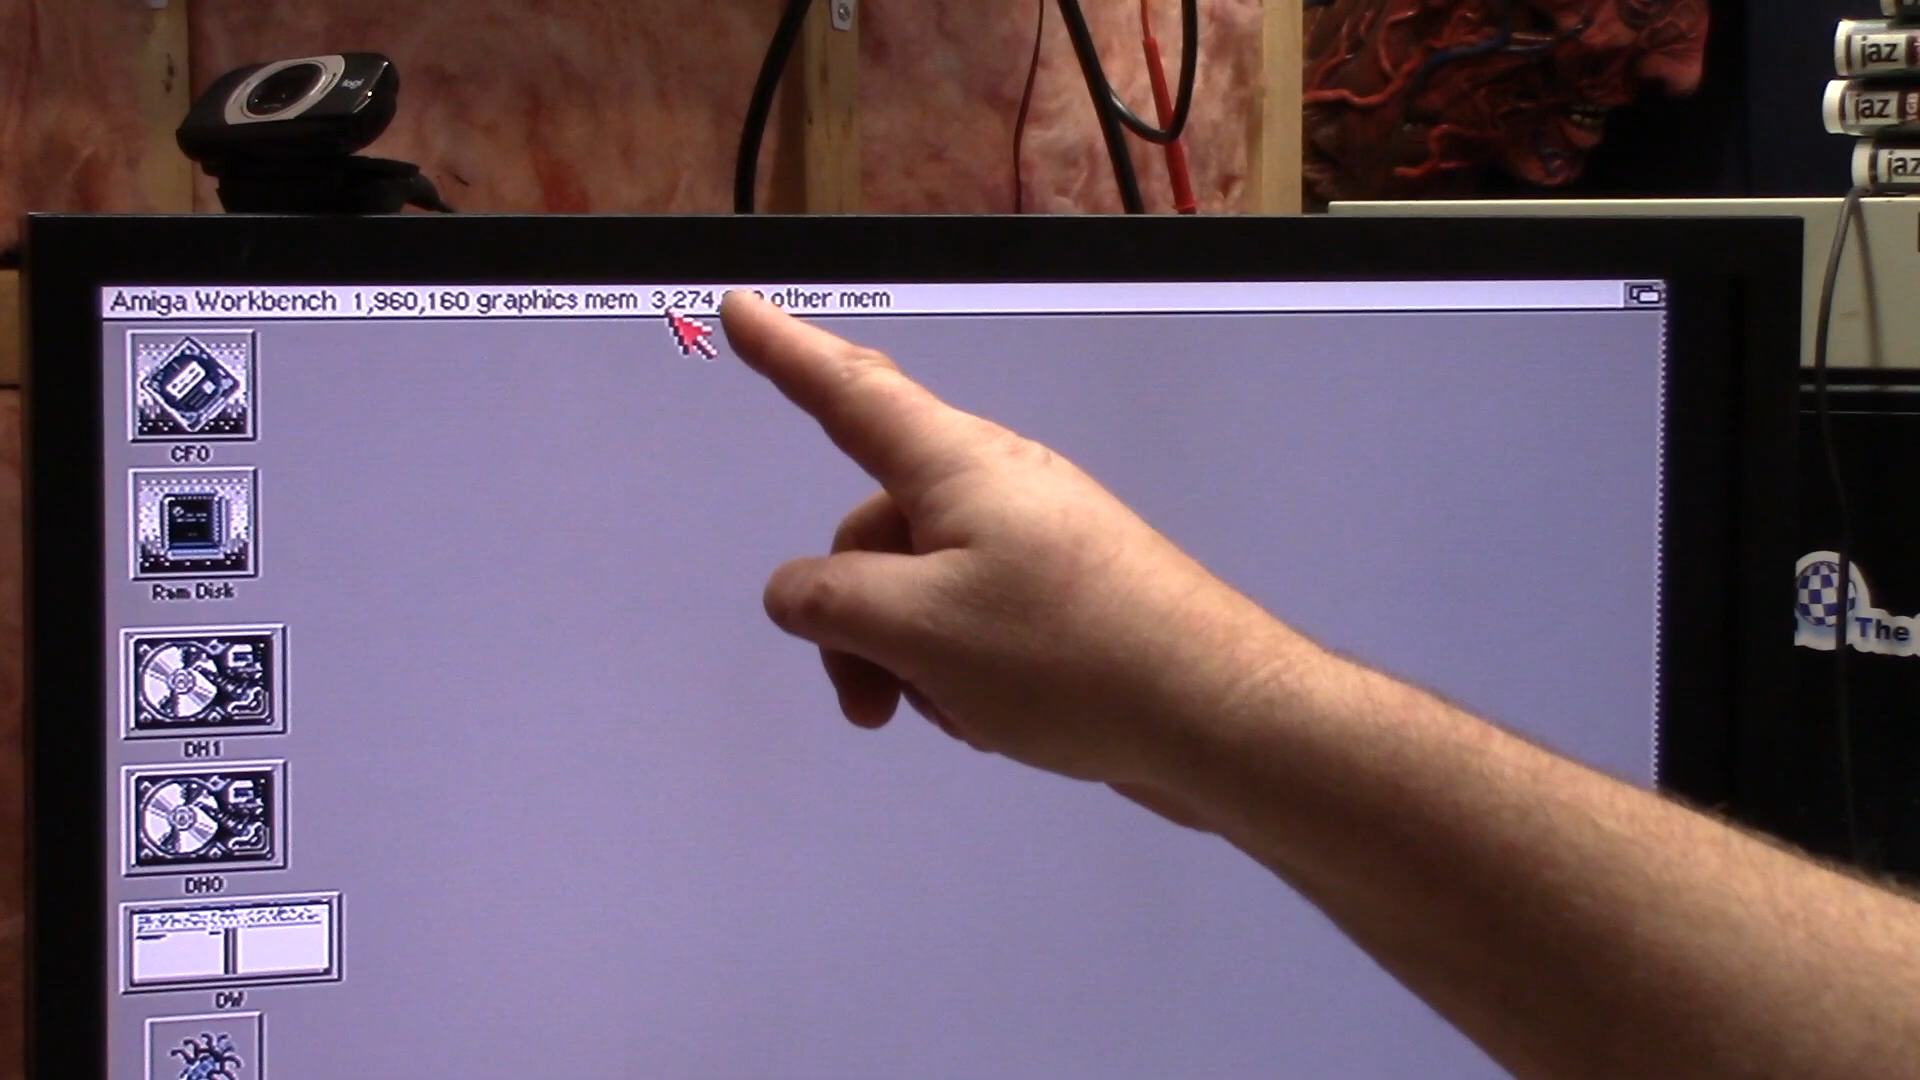 logi
jaz
jaz
jaz
Amiga Workbench 1,960,160 graphics mem 3,274, other mem
CF0
Ram Disk
DH1
DH0
DW
The